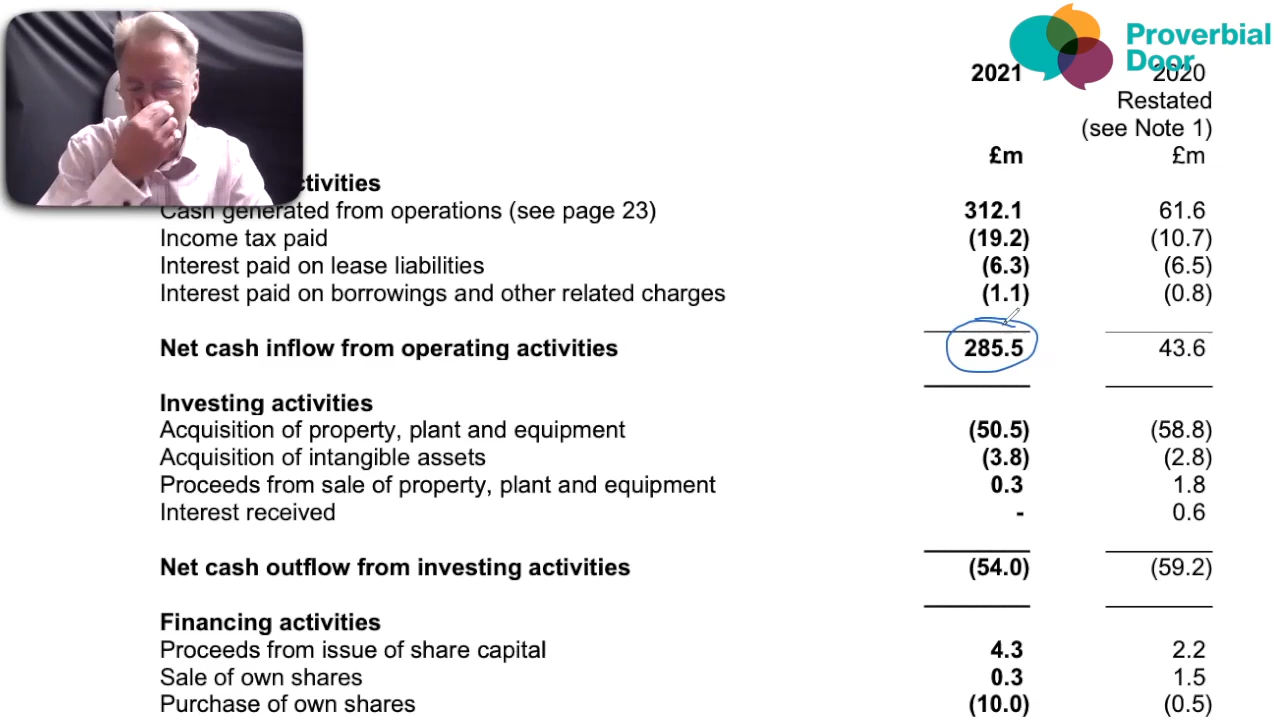 Proverbial
Door
2021 2020
Restated
(see Note 1)
£m £m
ctivities
Cash generated from operations (see page 23) 312.1 61.6
Income tax paid (19.2) (10.7)
Interest paid on lease liabilities (6.3) (6.5)
Interest paid on borrowings and other related charges (1.1) (0.8)
Net cash inflow from operating activities 285.5 43.6
Investing activities
Acquisition of property, plant and equipment (50.5) (58.8)
Acquisition of intangible assets (3.8) (2.8)
Proceeds from sale of property, plant and equipment 0.3 1.8
Interest received - 0.6
Net cash outflow from investing activities (54.0) (59.2)
Financing activities
Proceeds from issue of share capital 4.3 2.2
Sale of own shares 0.3 1.5
Purchase of own shares (10.0) (0.5)